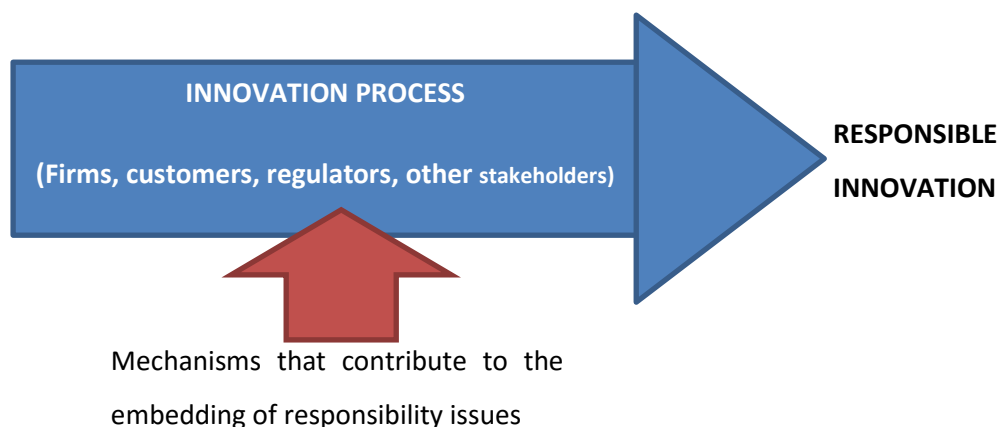 INNOVATION PROCESS
(Firms, customers, regulators, other stakeholders)
RESPONSIBLE
INNOVATION
Mechanisms that contribute to the
embedding of responsibility issues